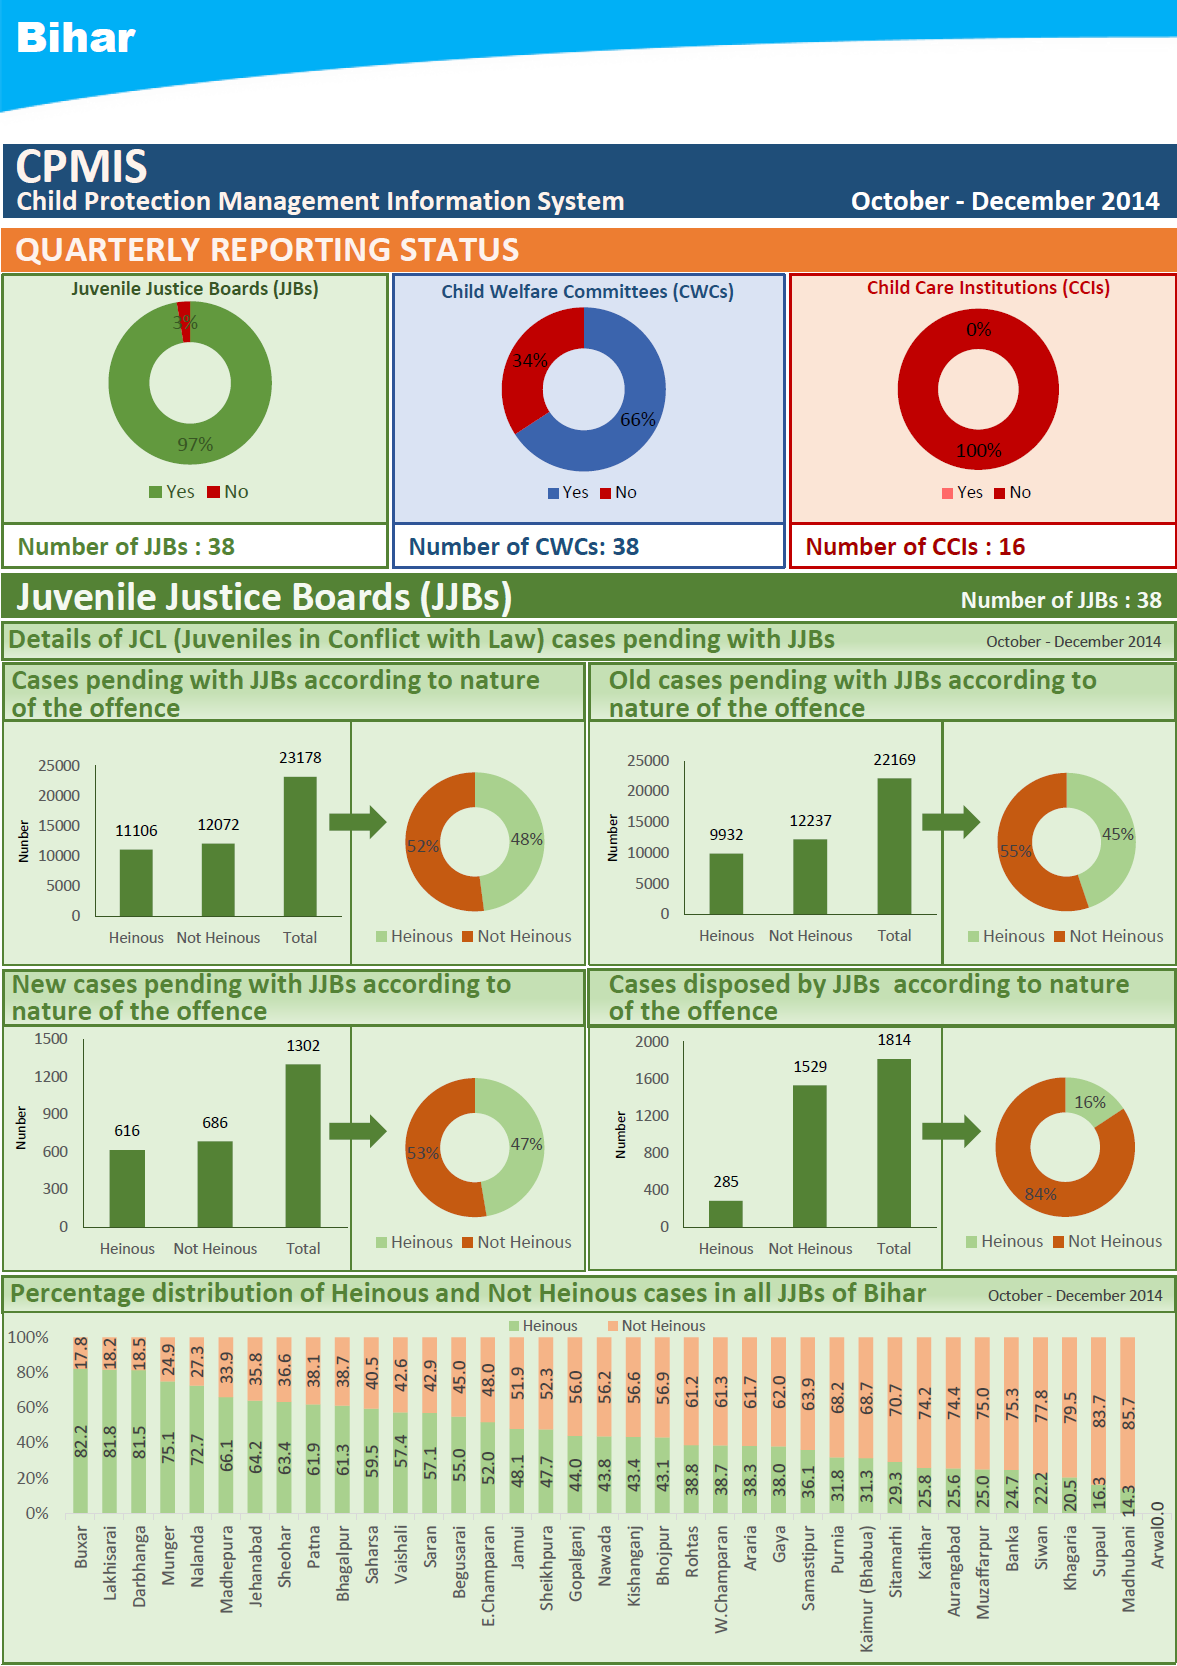 Bihar
CPMIS
Child Protection Management Information System October - December 2014
QUARTERLY REPORTING STATUS
Juvenile Justice Boards (JJBs)
3%
97%
Yes No
Number of JJBs : 38
Child Welfare Committees (CWCs)
34%
66%
Yes No
Number of CWCs: 38
Child Care Institutions (CCIs)
0%
100%
Yes No
Number of CCIs : 16
Juvenile Justice Boards (JJBs) Number of JJBs : 38
Details of JCL (Juveniles in Conflict with Law) cases pending with JJBs October - December 2014
Cases pending with JJBs according to nature
of the offence
Nunber
25000
20000
15000
10000
5000
0
11106
12072
23178
Heinous Not Heinous Total
52%
48%
Heinous Not Heinous
Old cases pending with JJBs according to
nature of the offence
Number
25000
20000
15000
10000
5000
0
9932
12237
22169
Heinous Not Heinous Total
55%
45%
Heinous Not Heinous
New cases pending with JJBs according to
nature of the offence
Nunber
1500
1200
900
600
300
0
616
686
1302
Heinous Not Heinous Total
53%
47%
Heinous Not Heinous
Cases disposed by JJBs according to nature
of the offence
Number
2000
1600
1200
800
400
0
285
1529
1814
Heinous Not Heinous Total
16%
84%
Heinous Not Heinous
Percentage distribution of Heinous and Not Heinous cases in all JJBs of Bihar October - December 2014
Heinous Not Heinous
100%
80%
60%
40%
20%
0%
17.8 18.2 18.5 24.9 27.3 33.9 35.8 36.6 38.1 38.7 40.5 42.6 42.9 45.0 48.0 51.9 52.3 56.0 56.2 56.6 56.9 61.2 61.3 61.7 62.0 63.9 68.2 68.7 70.7 74.2 74.4 75.0 75.3 77.8 79.5 83.7 85.7
82.2 81.8 81.5 75.1 72.7 66.1 64.2 63.4 61.9 61.3 59.5 57.4 57.1 55.0 52.0 48.1 47.7 44.0 43.8 43.4 43.1 38.8 38.7 38.3 38.0 36.1 31.8 31.3 29.3 25.8 25.6 25.0 24.7 22.2 20.5 16.3 14.3 0.0
Buxar
Lakhisarai
Darbhanga
Munger
Nalanda
Madhepura
Jehanabad
Sheohar
Patna
Bhagalpur
Saharsa
Vaishali
Saran
Begusarai
E.Champaran
Jamui
Sheikhpura
Gopalganj
Nawada
Kishanganj
Bhojpur
Rohtas
W.Champaran
Araria
Gaya
Samastipur
Purnia
Kaimur (Bhabua)
Sitamarhi
Katihar
Aurangabad
Muzaffarpur
Banka
Siwan
Khagaria
Supaul
Madhubani
Arwal